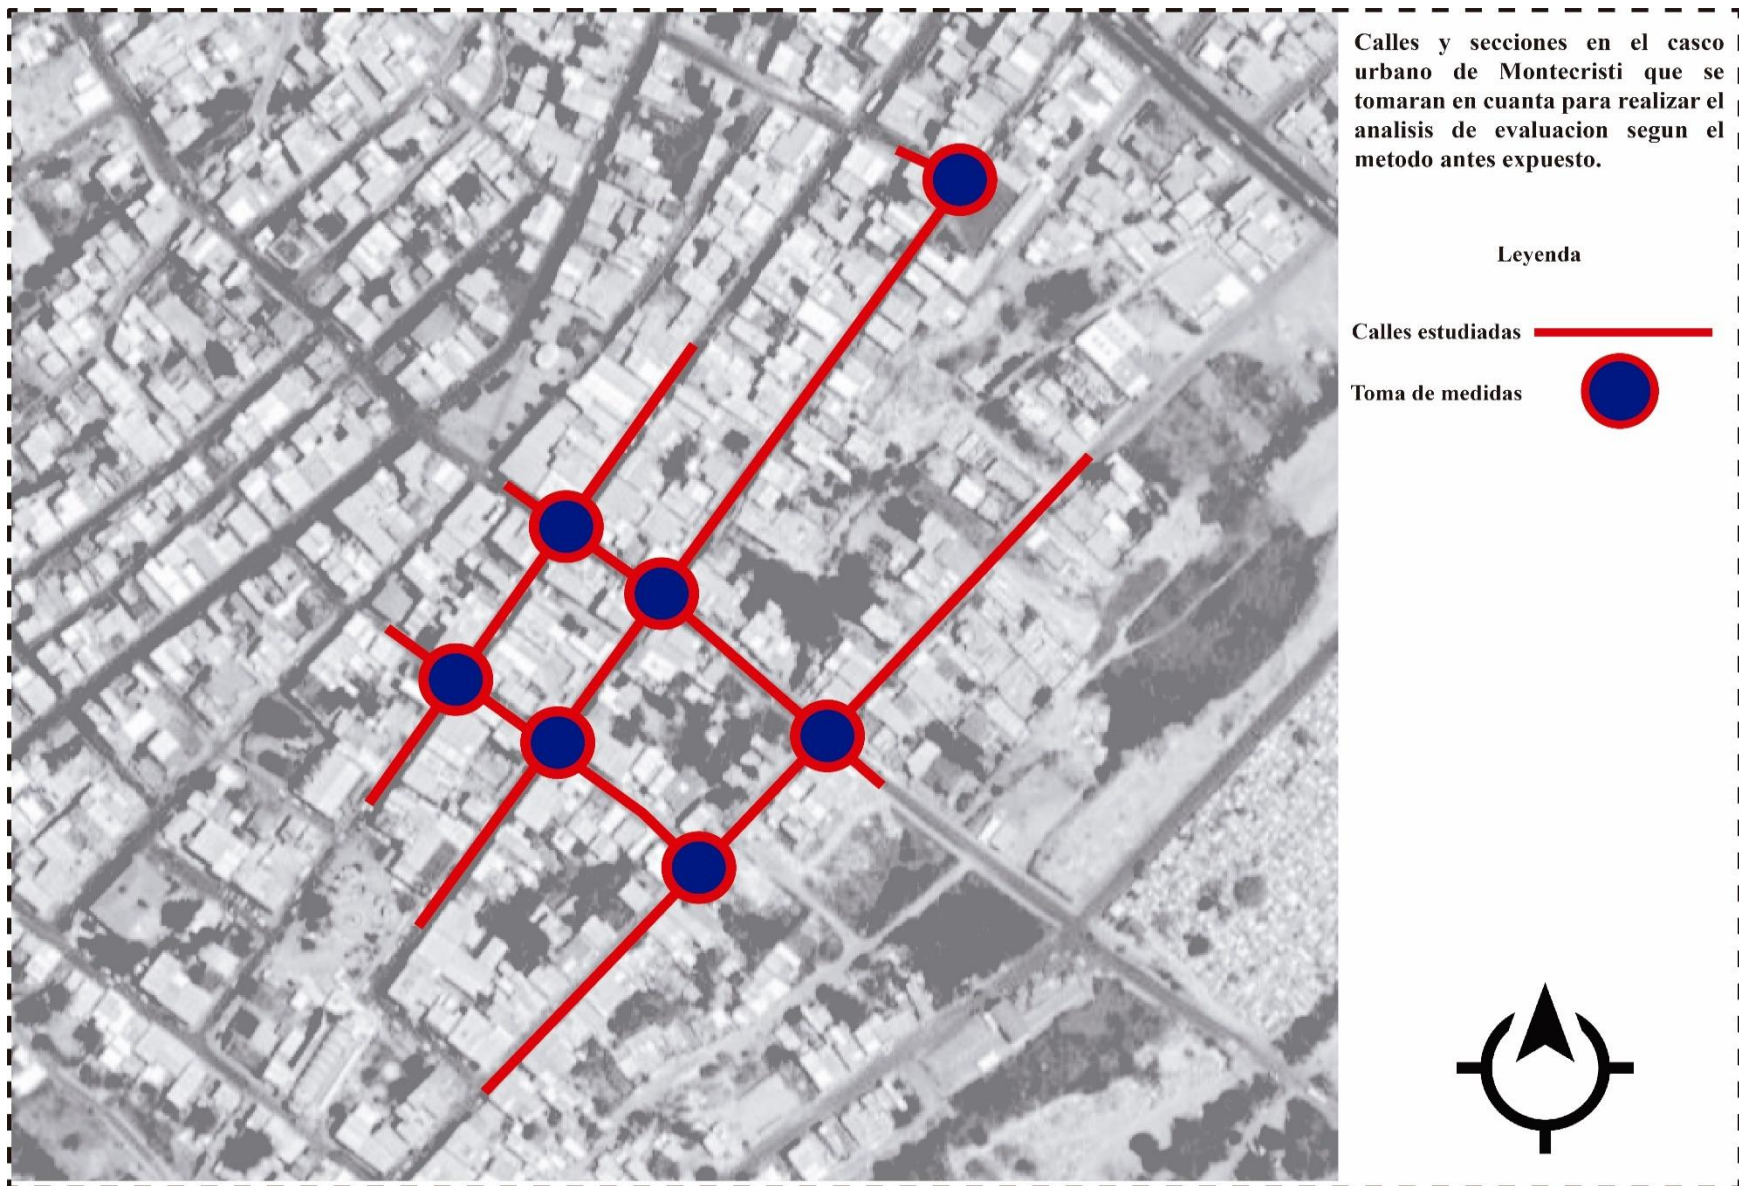 Calles y secciones en el casco
urbano de Montecristi que se
tomaran en cuanta para realizar el
analisis de evaluacion segun el
metodo antes expuesto.
Leyenda
Calles estudiadas
Toma de medidas